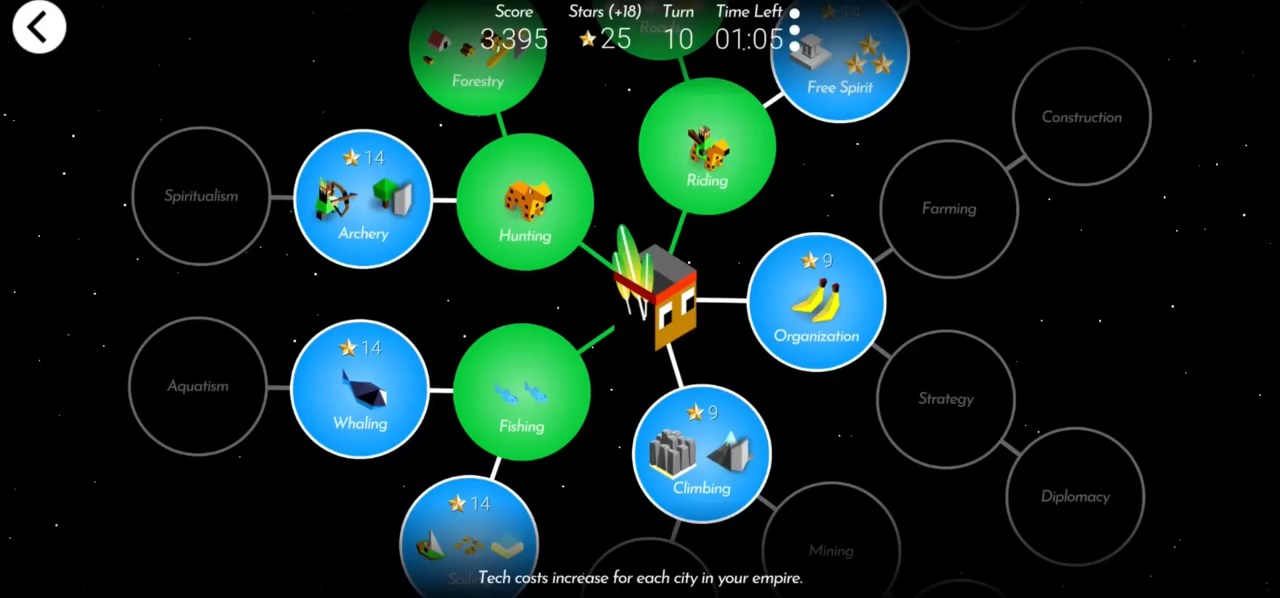 Score
Stars (+18)
Turn
Time Left
3,395
25
10
01:05
14
Roads
Forestry
Free Spirit
Construction
Riding
14
Spiritualism
Archery
Hunting
Farming
9
Organization
14
Aquatism
Whaling
Fishing
9
Climbing
Strategy
Diplomacy
14
Mining
Sailing
Tech costs increase for each city in your empire.